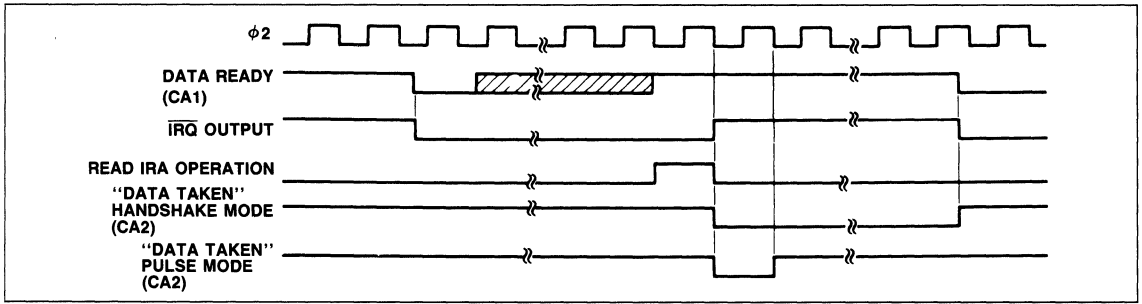 ϕ2
DATA READY
(CA1)
IRQ OUTPUT
READ IRA OPERATION
"DATA TAKEN"
HANDSHAKE MODE
(CA2)
"DATA TAKEN"
PULSE MODE
(CA2)